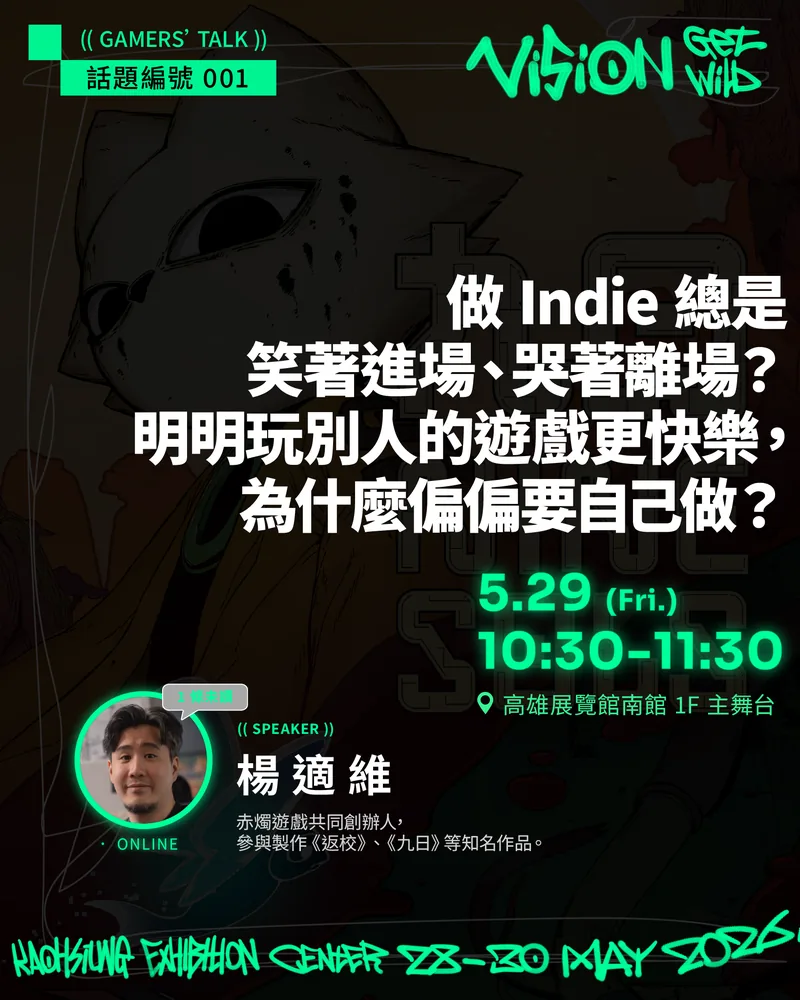 (( GAMERS' TALK ))
話題編號 001
ViSiON GET WiLD
做 Indie 總是
笑著進場、哭著離場？
明明玩別人的遊戲更快樂，
為什麼偏偏要自己做？
5.29 (Fri.)
10:30-11:30
高雄展覽館南館 1F 主舞台
(( SPEAKER ))
楊適維
赤燭遊戲共同創辦人，
參與製作《返校》、《九日》等知名作品。
· ONLINE
KAOHSIUNG EXHIBITION CENTER 28-30 MAY 2026
九日
NINE
SOLS